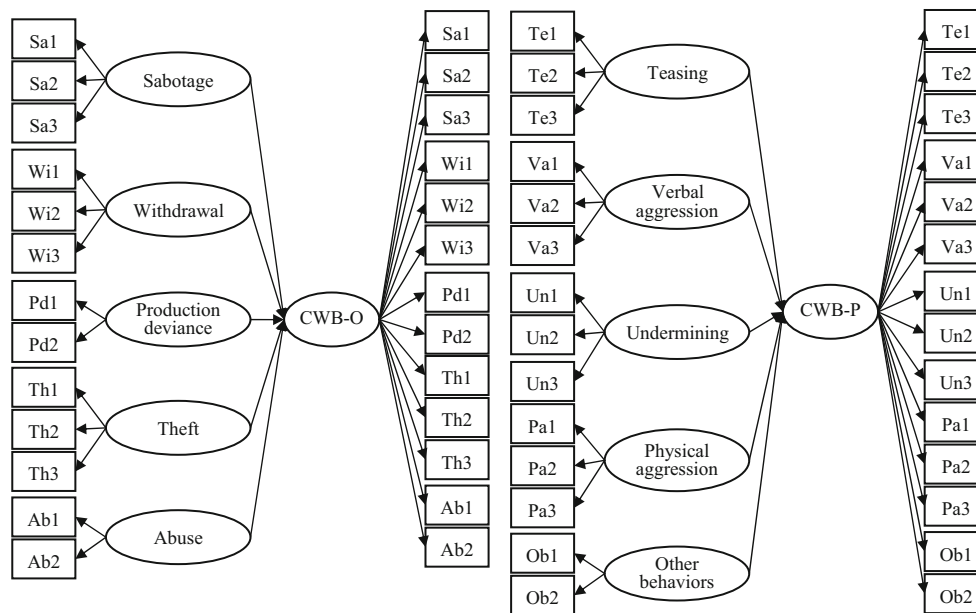 Sa1
Sa2
Sa3
Wi1
Wi2
Wi3
Pd1
Pd2
Th1
Th2
Th3
Ab1
Ab2
Sabotage
Withdrawal
Production
deviance
Theft
Abuse
CWB-O
Sa1
Sa2
Sa3
Wi1
Wi2
Wi3
Pd1
Pd2
Th1
Th2
Th3
Ab1
Ab2
Te1
Te2
Te3
Va1
Va2
Va3
Un1
Un2
Un3
Pa1
Pa2
Pa3
Ob1
Ob2
Teasing
Verbal
aggression
Undermining
Physical
aggression
Other
behaviors
CWB-P
Te1
Te2
Te3
Va1
Va2
Va3
Un1
Un2
Un3
Pa1
Pa2
Pa3
Ob1
Ob2